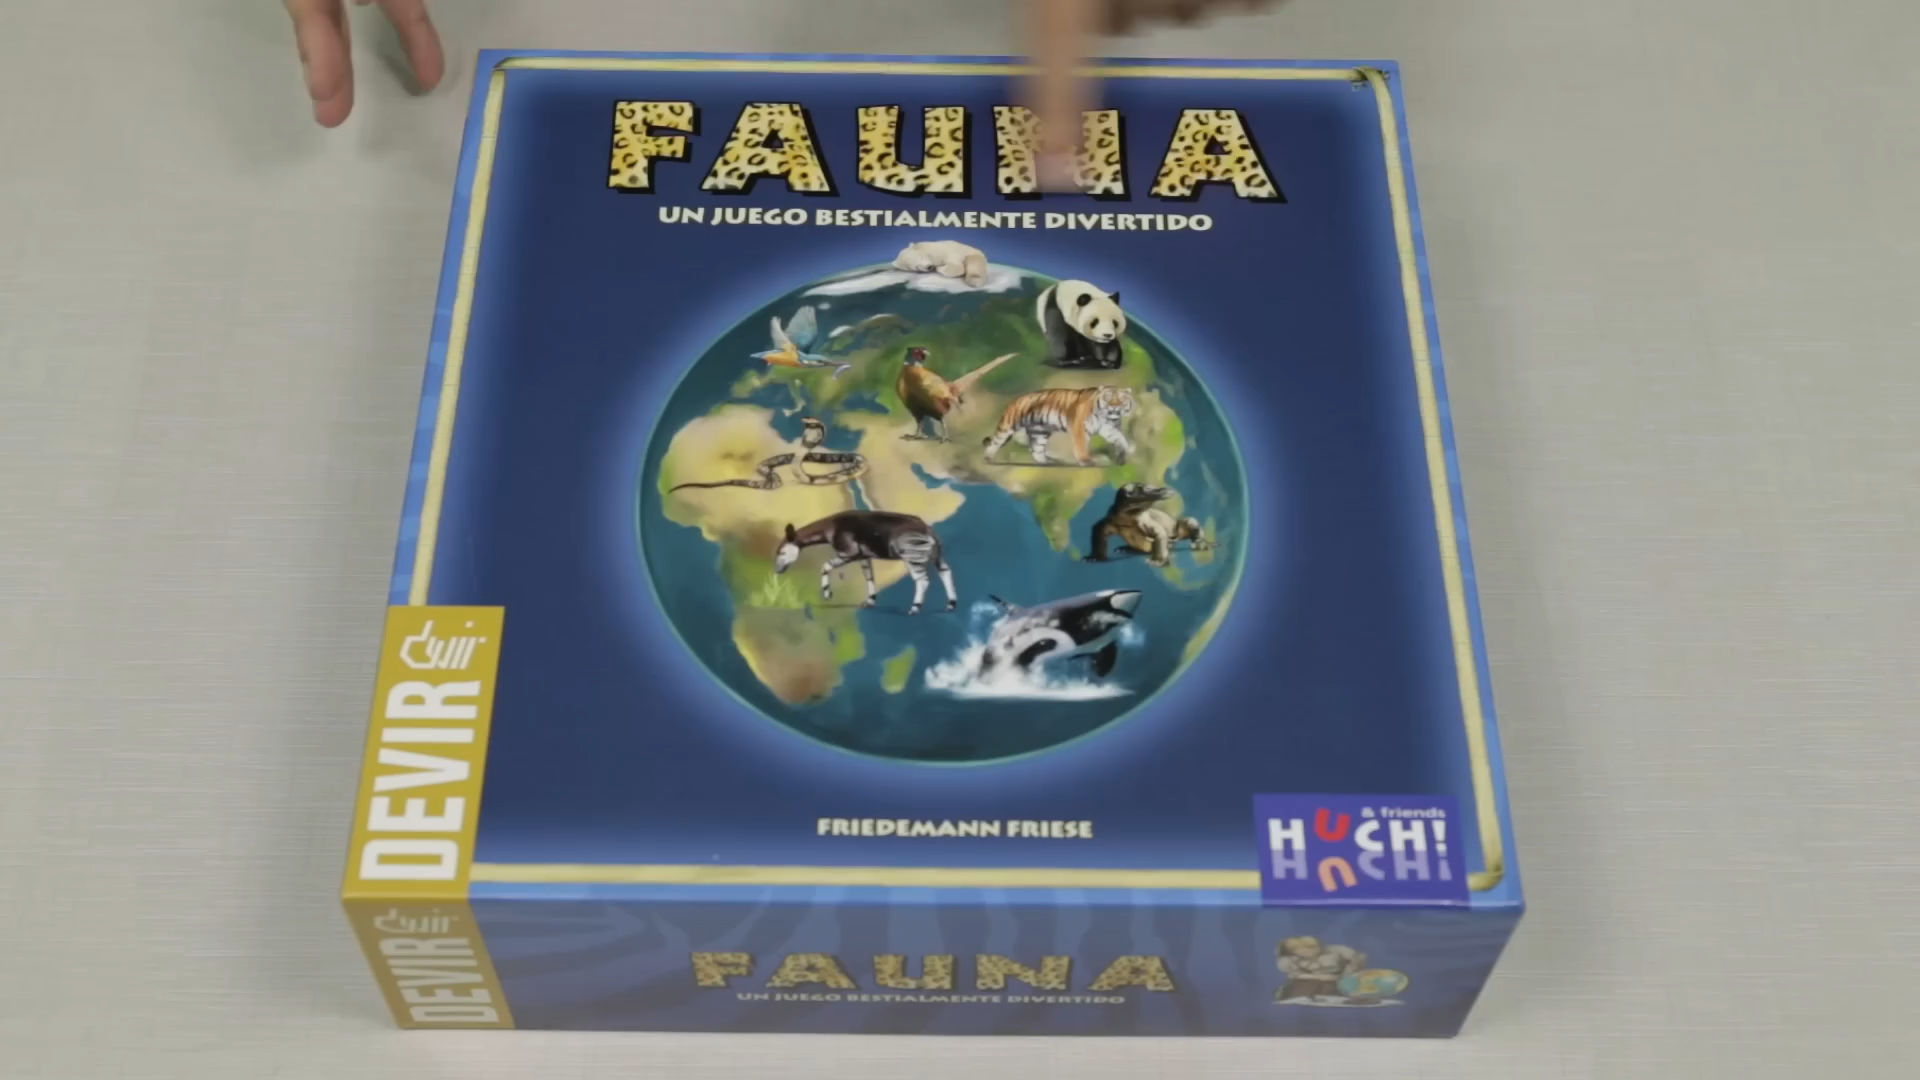 FAUNA
UN JUEGO BESTIALMENTE DIVERTIDO
FRIEDEMANN FRIESE
DEVIR
HUCH!
& friends
DEVIR
FAUNA
UN JUEGO BESTIALMENTE DIVERTIDO